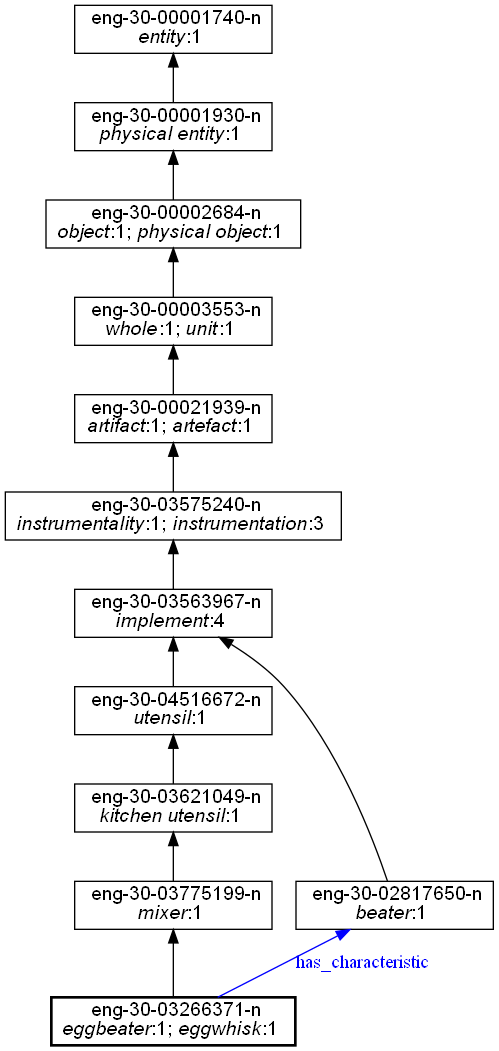 eng-30-00001740-n
entity:1
eng-30-00001930-n
physical entity:1
eng-30-00002684-n
object:1; physical object:1
eng-30-00003553-n
whole:1; unit:1
eng-30-00021939-n
artifact:1; artefact:1
eng-30-03575240-n
instrumentality:1; instrumentation:3
eng-30-03563967-n
implement:4
eng-30-04516672-n
utensil:1
eng-30-03621049-n
kitchen utensil:1
eng-30-03775199-n
mixer:1
eng-30-02817650-n
beater:1
has_characteristic
eng-30-03266371-n
eggbeater:1; eggwhisk:1